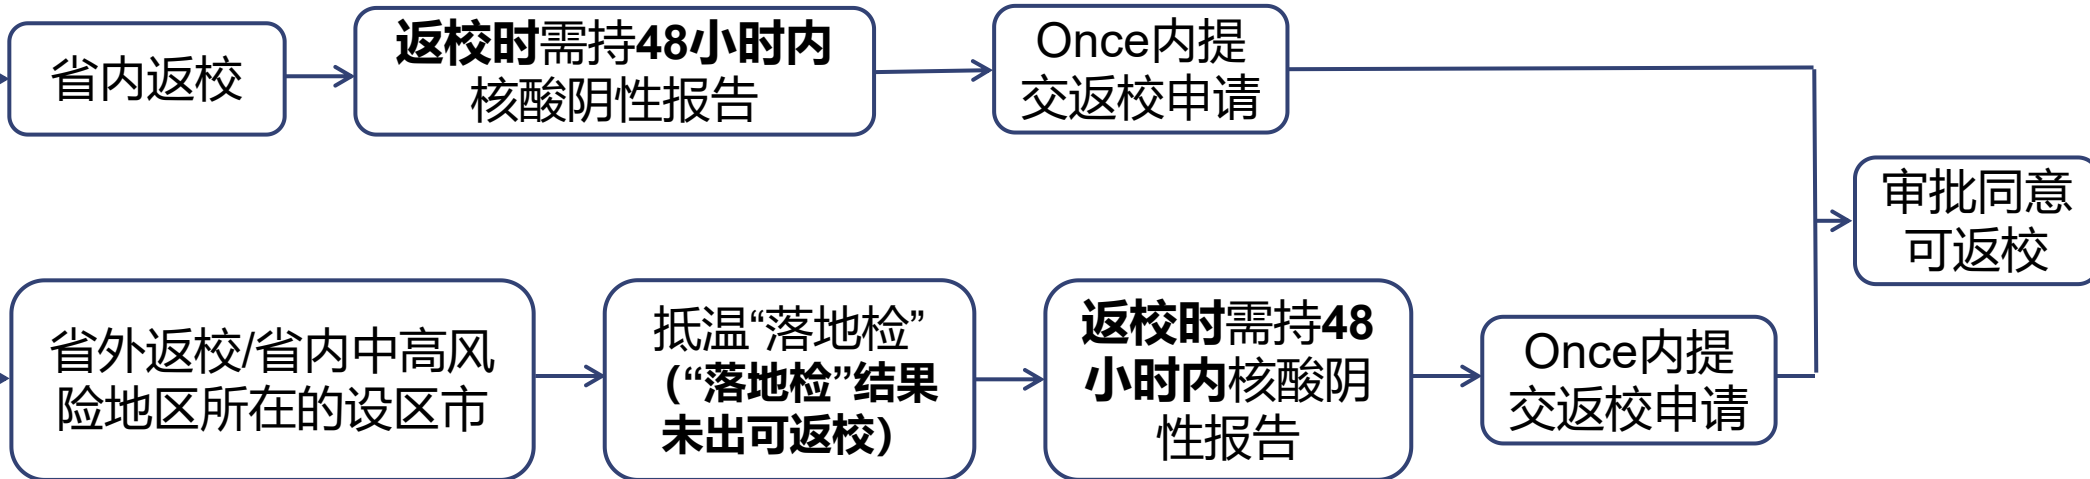 省内返校
返校时需持48小时内
核酸阴性报告
Once内提
交返校申请
审批同意
可返校
省外返校/省内中高风
险地区所在的设区市
抵温“落地检”
(“落地检”结果
未出可返校)
返校时需持48
小时内核酸阴
性报告
Once内提
交返校申请